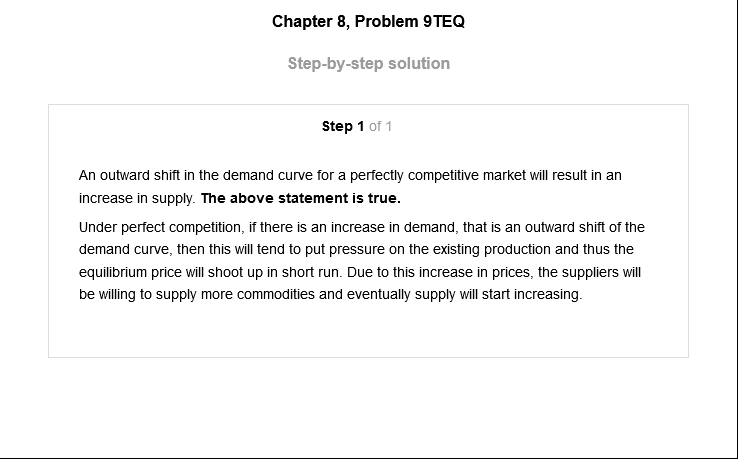 Chapter 8, Problem 9TEQ
Step-by-step solution
Step 1 of 1
An outward shift in the demand curve for a perfectly competitive market will result in an
increase in supply. The above statement is true.
Under perfect competition, if there is an increase in demand, that is an outward shift of the
demand curve, then this will tend to put pressure on the existing production and thus the
equilibrium price will shoot up in short run. Due to this increase in prices, the suppliers will
be willing to supply more commodities and eventually supply will start increasing.